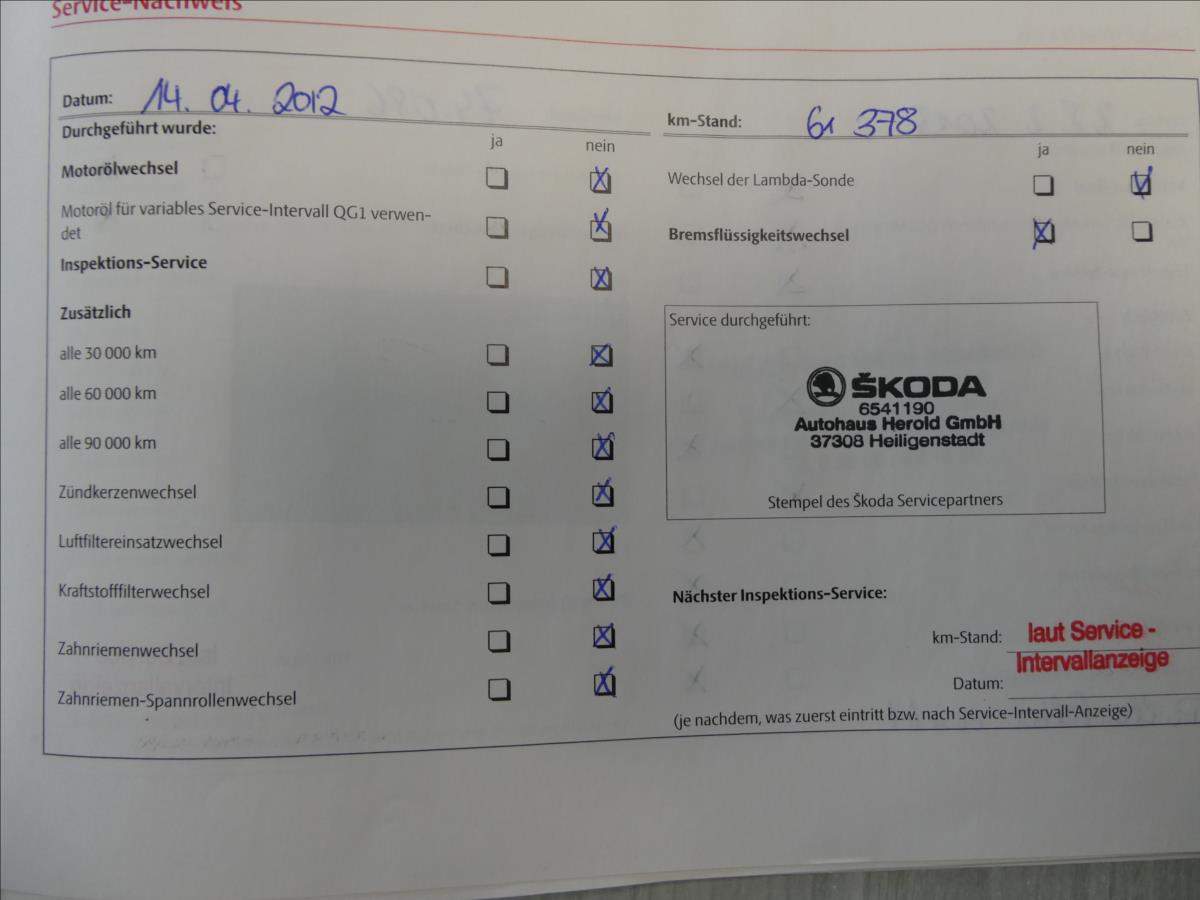 Service-Nachweis
Datum: 14. 04. 2012
Durchgeführt wurde:
ja nein
Motorölwechsel
Motoröl für variables Service-Intervall QG1 verwen-
det
Inspektions-Service
Zusätzlich
alle 30 000 km
alle 60 000 km
alle 90 000 km
Zündkerzenwechsel
Luftfiltereinsatzwechsel
Kraftstofffilterwechsel
Zahnriemenwechsel
Zahnriemen-Spannrollenwechsel
km-Stand: 61 378
ja nein
Wechsel der Lambda-Sonde
Bremsflüssigkeitswechsel
Service durchgeführt:
ŠKODA
6541190
Autohaus Herold GmbH
37308 Heiligenstadt
Stempel des Škoda Servicepartners
Nächster Inspektions-Service:
km-Stand: laut Service -
Intervallanzeige
Datum:
(je nachdem, was zuerst eintritt bzw. nach Service-Intervall-Anzeige)